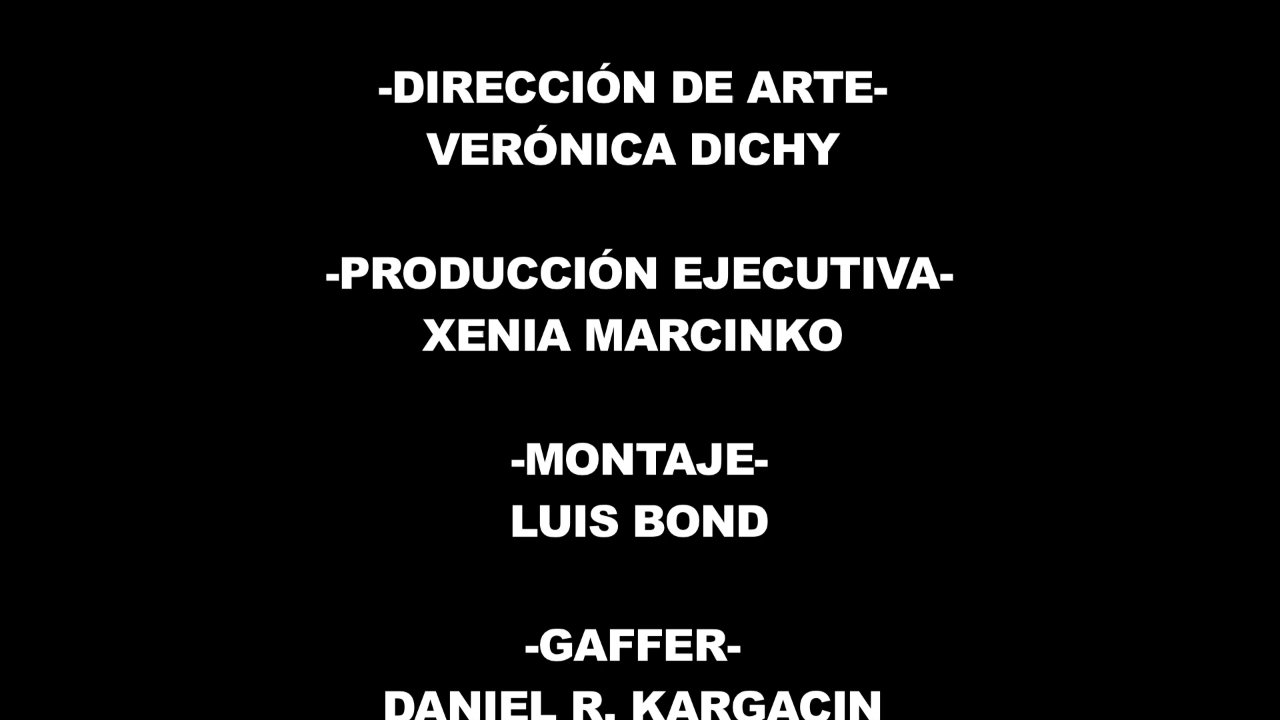 -DIRECCIÓN DE ARTE-
VERÓNICA DICHY
-PRODUCCIÓN EJECUTIVA-
XENIA MARCINKO
-MONTAJE-
LUIS BOND
-GAFFER-
DANIEL R. KARGACIN